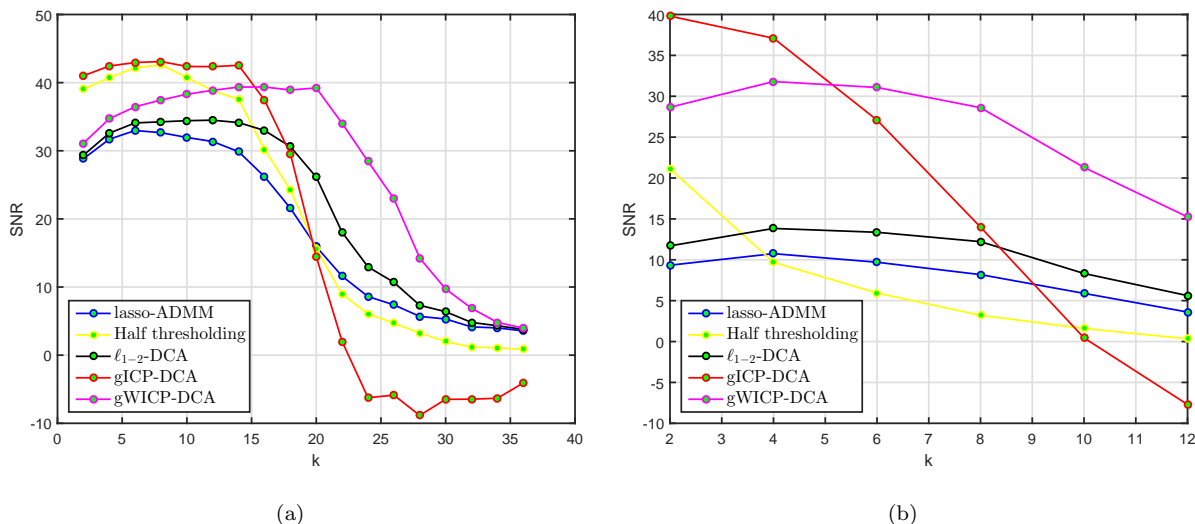 50
40
30
20
10
0
-10
SNR
0 5 10 15 20 25 30 35 40
k
lasso-ADMM
Half thresholding
ℓ₁₋₂-DCA
gICP-DCA
gWICP-DCA
(a)
40
35
30
25
20
15
10
5
0
-5
-10
SNR
2 3 4 5 6 7 8 9 10 11 12
k
lasso-ADMM
Half thresholding
ℓ₁₋₂-DCA
gICP-DCA
gWICP-DCA
(b)